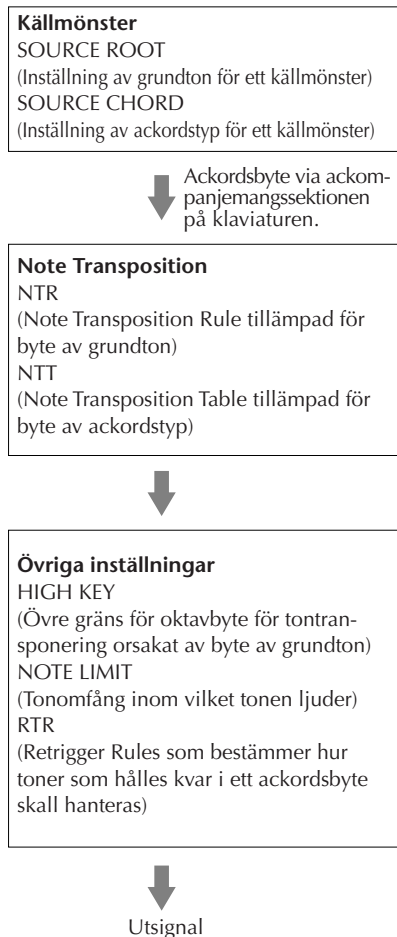 Källmönster
SOURCE ROOT
(Inställning av grundton för ett källmönster)
SOURCE CHORD
(Inställning av ackordstyp för ett källmönster)
Ackordsbyte via ackom-
panjemangssektionen
på klaviaturen.
Note Transposition
NTR
(Note Transposition Rule tillämpad för
byte av grundton)
NTT
(Note Transposition Table tillämpad för
byte av ackordstyp)
Övriga inställningar
HIGH KEY
(Övre gräns för oktavbyte för tontran-
sponering orsakat av byte av grundton)
NOTE LIMIT
(Tonomfång inom vilket tonen ljuder)
RTR
(Retrigger Rules som bestämmer hur
toner som hålles kvar i ett ackordsbyte
skall hanteras)
Utsignal